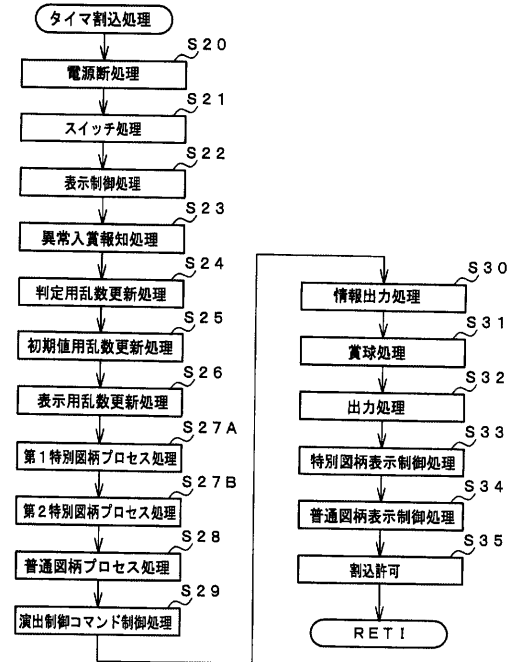 タイマ割込処理
S20
電源断処理
S21
スイッチ処理
S22
表示制御処理
S23
異常入賞報知処理
S24
判定用乱数更新処理
S25
初期値用乱数更新処理
S26
表示用乱数更新処理
S27A
第1特別図柄プロセス処理
S27B
第2特別図柄プロセス処理
S28
普通図柄プロセス処理
S29
演出制御コマンド制御処理
S30
情報出力処理
S31
賞球処理
S32
出力処理
S33
特別図柄表示制御処理
S34
普通図柄表示制御処理
S35
割込許可
RETI